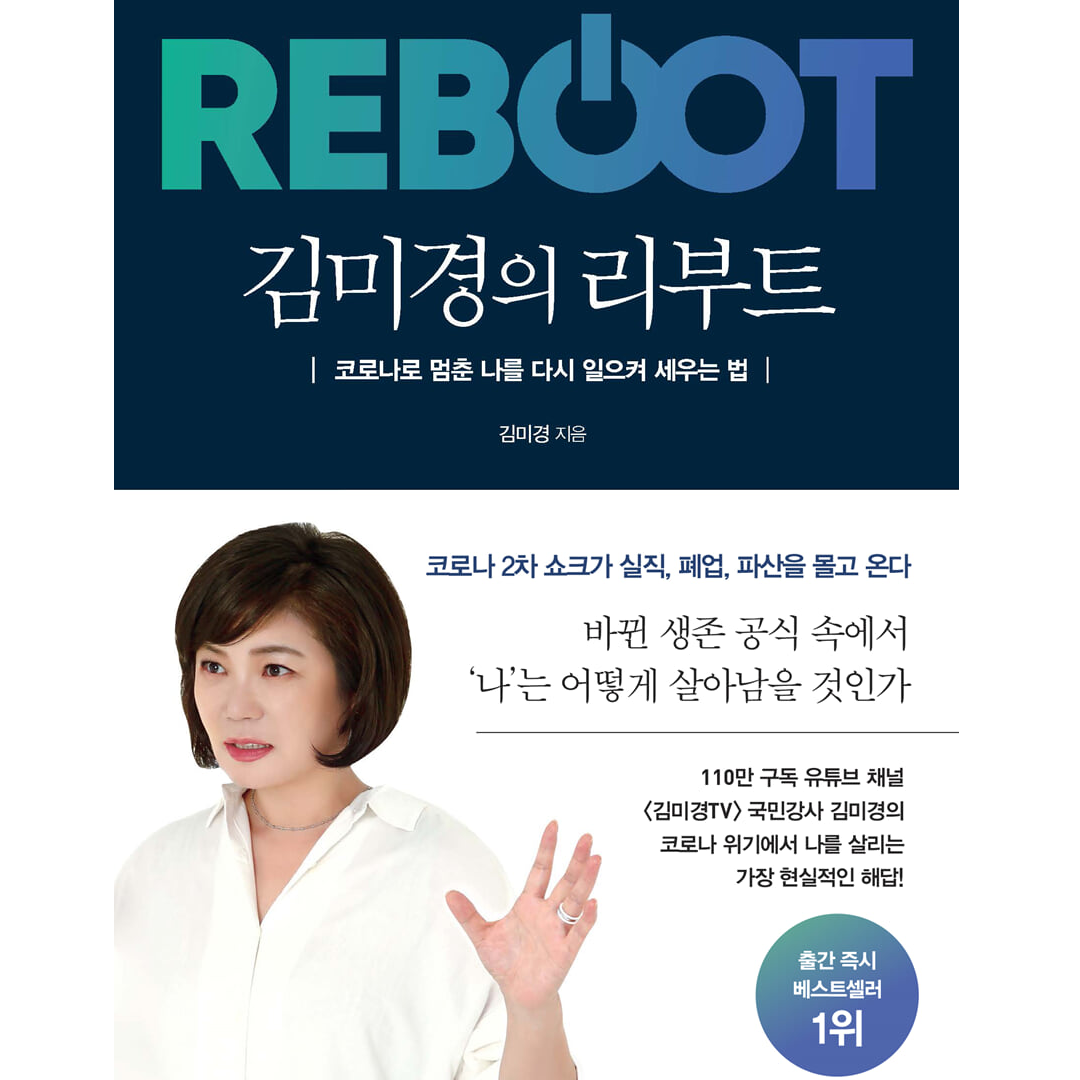 REBOOT
김미경의 리부트
| 코로나로 멈춘 나를 다시 일으켜 세우는 법 |
김미경 지음
코로나 2차 쇼크가 실직, 폐업, 파산을 몰고 온다
바뀐 생존 공식 속에서
‘나’는 어떻게 살아남을 것인가
110만 구독 유튜브 채널
〈김미경TV〉 국민강사 김미경의
코로나 위기에서 나를 살리는
가장 현실적인 해답!
출간 즉시
베스트셀러
1위